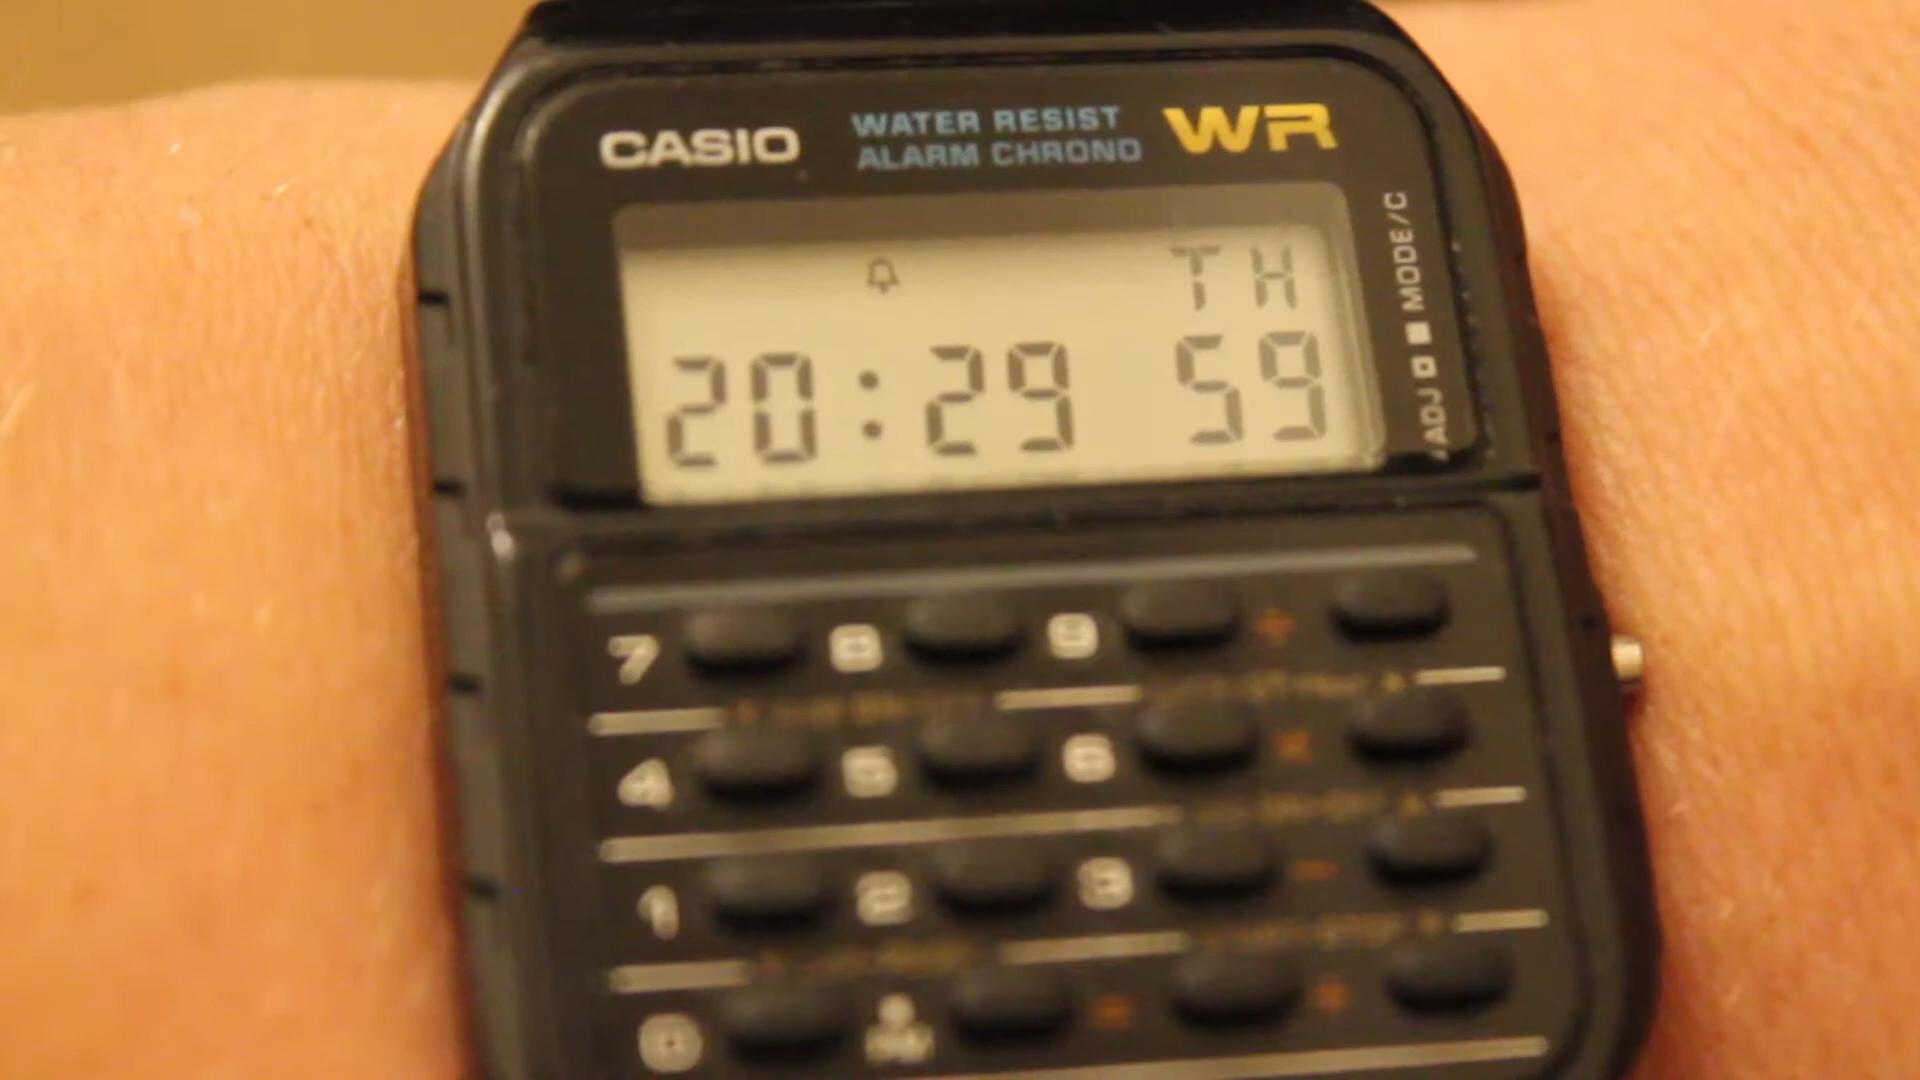 CASIO WATER RESIST WR
ALARM CHRONO
ADJ MODE/C
TH
20:29 59
7 8 9 ÷
4 5 6 ×
1 2 3 −
0 . = +